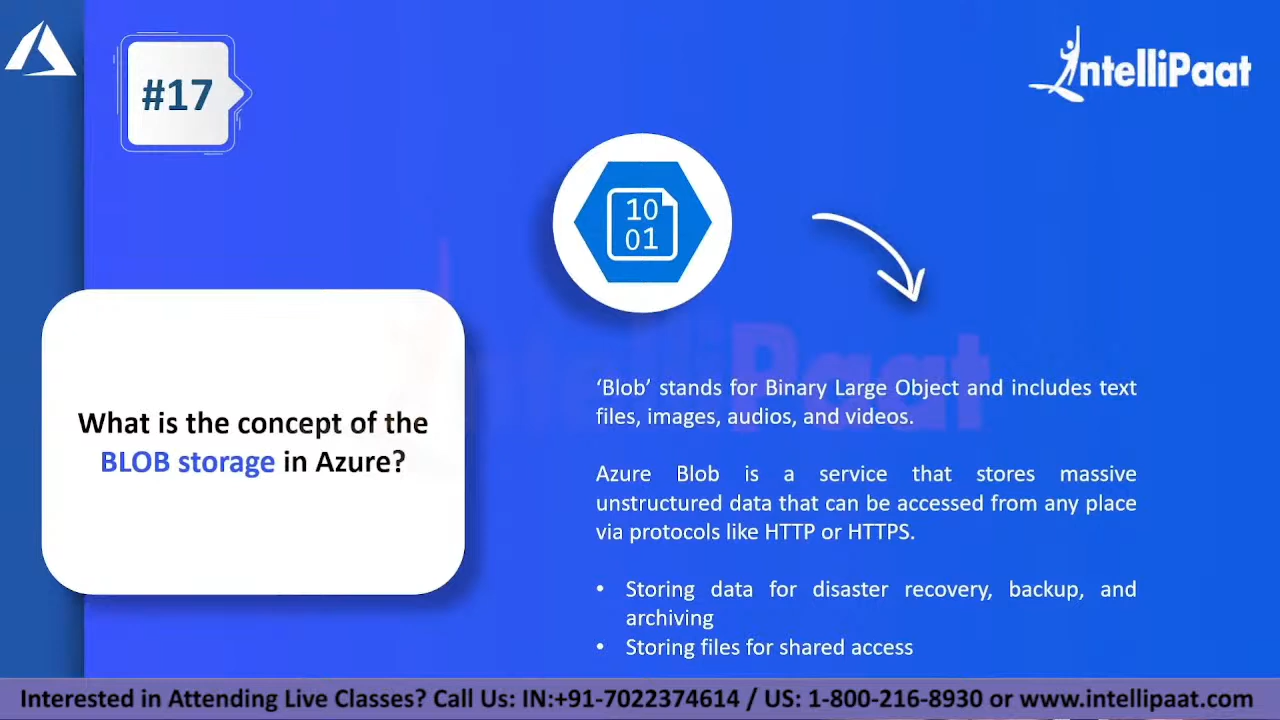 #17
IntelliPaat
10
01
What is the concept of the
BLOB storage in Azure?
IntelliPaat
‘Blob’ stands for Binary Large Object and includes text
files, images, audios, and videos.
Azure Blob is a service that stores massive
unstructured data that can be accessed from any place
via protocols like HTTP or HTTPS.
• Storing data for disaster recovery, backup, and
archiving
• Storing files for shared access
Interested in Attending Live Classes? Call Us: IN:+91-7022374614 / US: 1-800-216-8930 or www.intellipaat.com